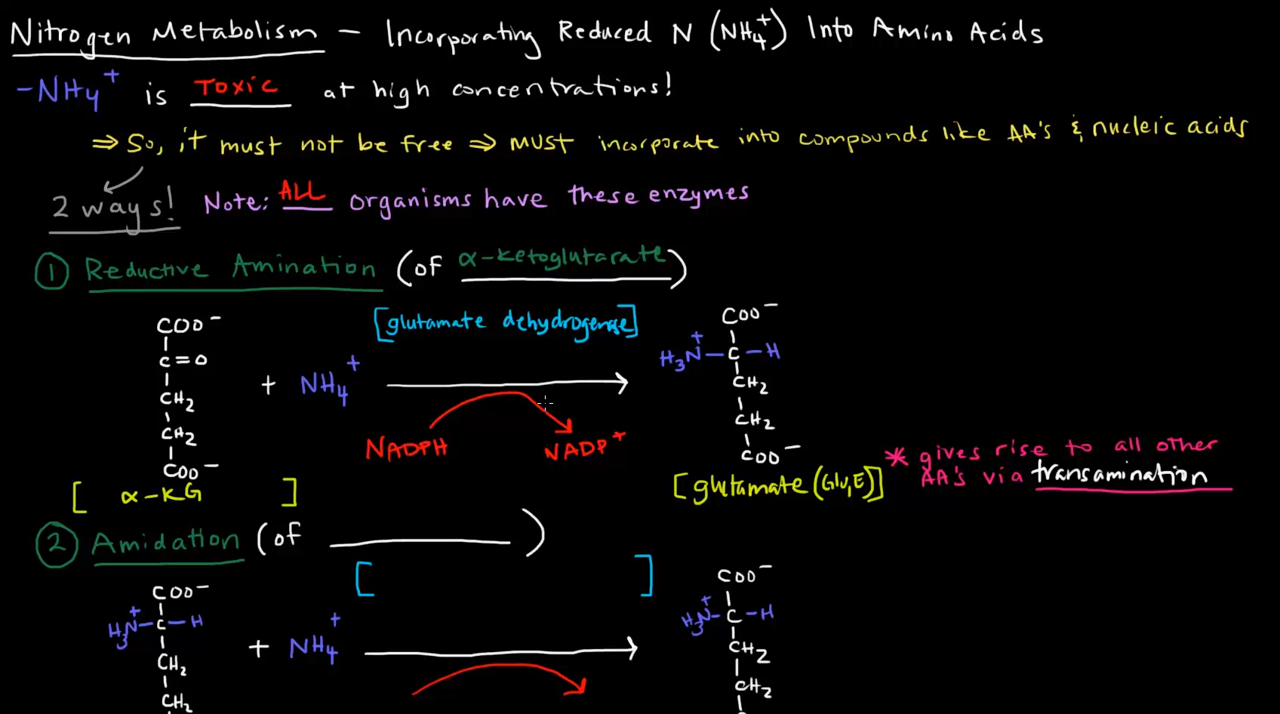 Nitrogen Metabolism - Incorporating Reduced N (NH4+) Into Amino Acids
-NH4+ is TOXIC at high concentrations!
⇒ So, it must not be free ⇒ MUST incorporate into compounds like AA's & nucleic acids
2 ways! Note: ALL organisms have these enzymes
① Reductive Amination (of α-ketoglutarate)
[glutamate dehydrogenase]
COO⁻
C=O
CH2
CH2
COO⁻
+ NH4+
NADPH NADP+
COO⁻
H3N+-C-H
CH2
CH2
COO⁻
[α-KG]
[glutamate (Glu,E)]
* gives rise to all other
AA's via transamination
② Amidation (of ________)
[ ]
COO⁻
H3N+-C-H
CH2
CH2
+ NH4+
COO⁻
H3N+-C-H
CH2
CH2